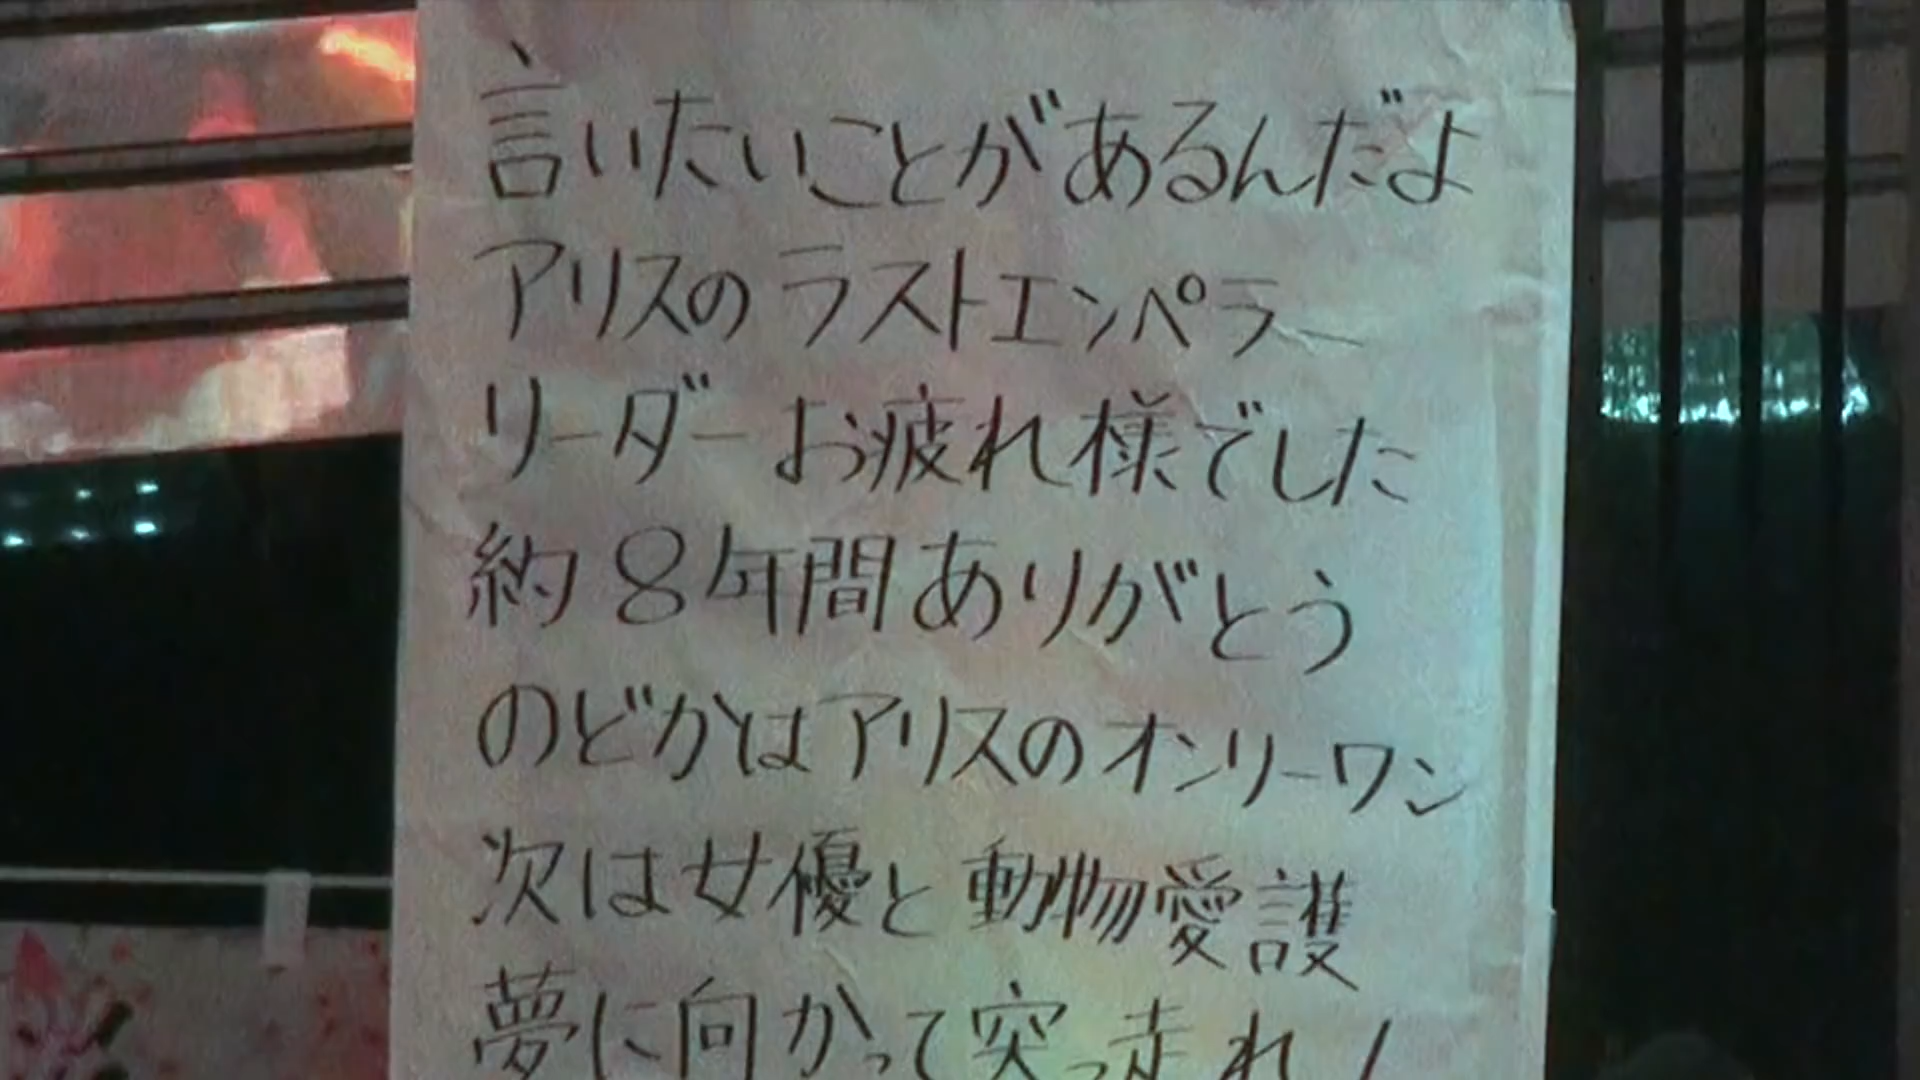 言いたいことがあるんだよ
アリスのラストエンペラー
リーダーお疲れ様でした
約8年間ありがとう
のどかはアリスのオンリーワン
次は女優と動物愛護
夢に向かって突っ走れ!